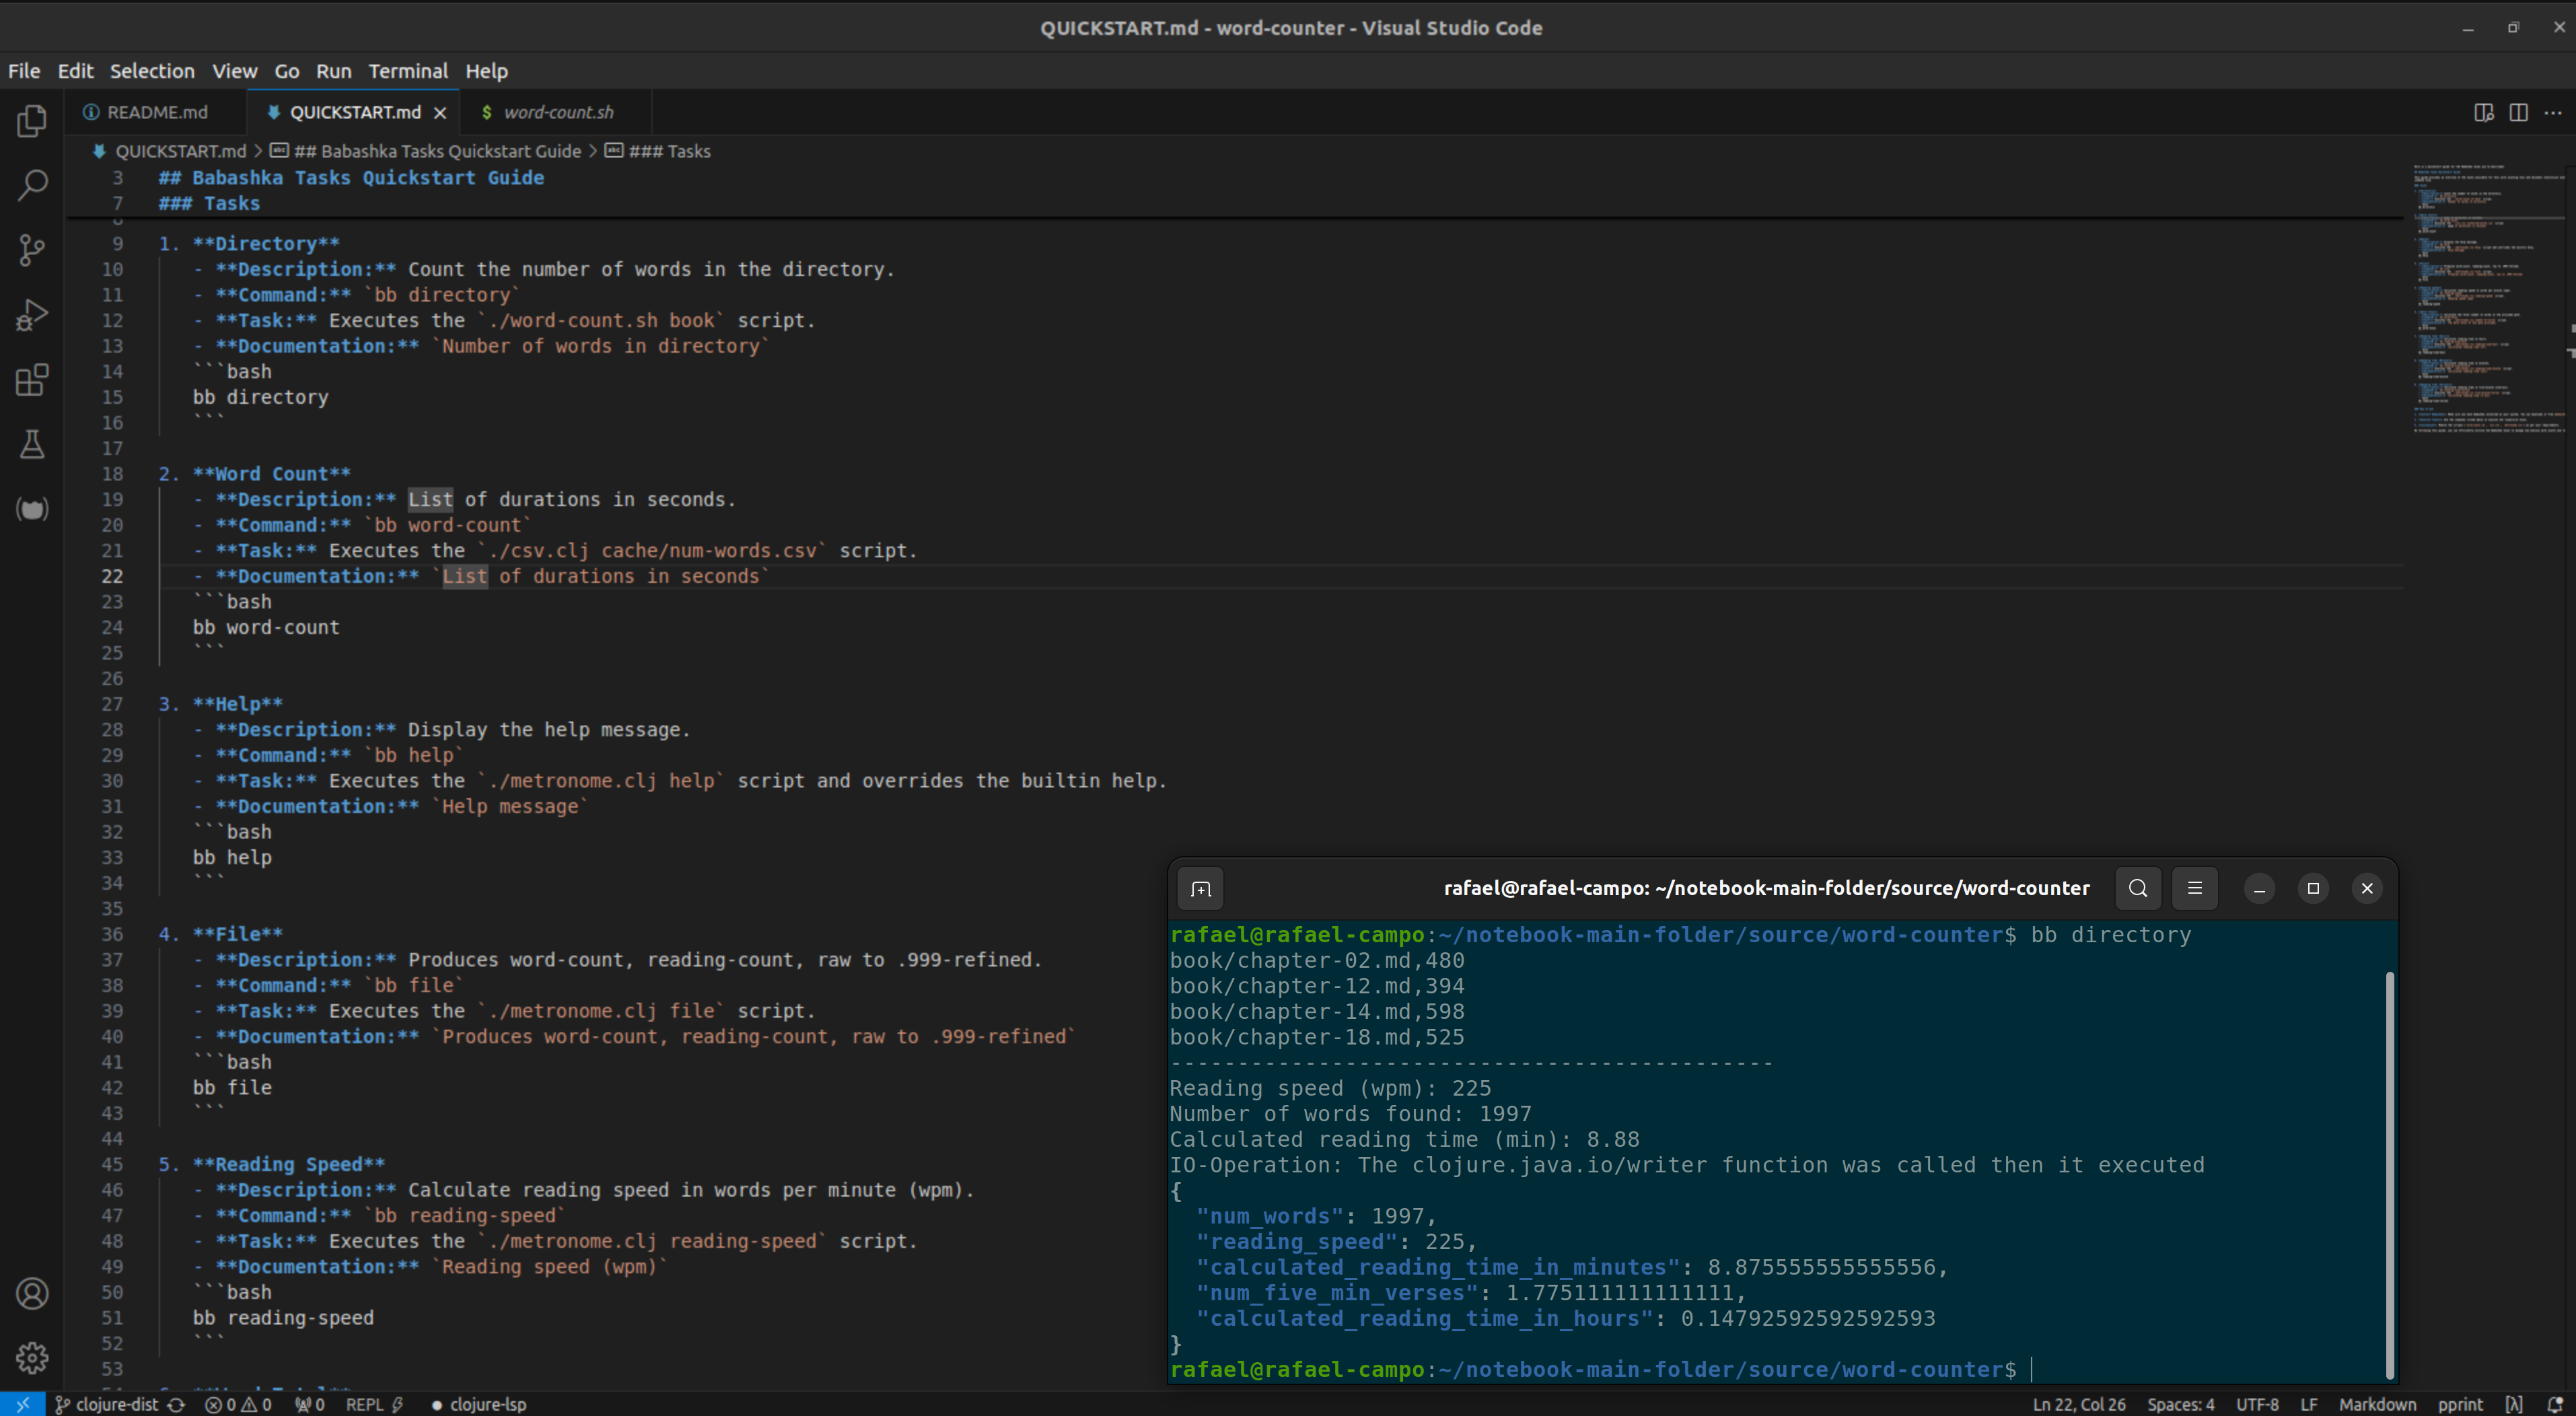 QUICKSTART.md - word-counter - Visual Studio Code
File Edit Selection View Go Run Terminal Help
README.md QUICKSTART.md word-count.sh
QUICKSTART.md > ## Babashka Tasks Quickstart Guide > ### Tasks
3 ## Babashka Tasks Quickstart Guide
7 ### Tasks
8
9 1. **Directory**
10 - **Description:** Count the number of words in the directory.
11 - **Command:** `bb directory`
12 - **Task:** Executes the `./word-count.sh book` script.
13 - **Documentation:** `Number of words in directory`
14 ```bash
15 bb directory
16 ```
17
18 2. **Word Count**
19 - **Description:** List of durations in seconds.
20 - **Command:** `bb word-count`
21 - **Task:** Executes the `./csv.clj cache/num-words.csv` script.
22 - **Documentation:** `List of durations in seconds`
23 ```bash
24 bb word-count
25 ```
26
27 3. **Help**
28 - **Description:** Display the help message.
29 - **Command:** `bb help`
30 - **Task:** Executes the `./metronome.clj help` script and overrides the builtin help.
31 - **Documentation:** `Help message`
32 ```bash
33 bb help
34 ```
35
36 4. **File**
37 - **Description:** Produces word-count, reading-count, raw to .999-refined.
38 - **Command:** `bb file`
39 - **Task:** Executes the `./metronome.clj file` script.
40 - **Documentation:** `Produces word-count, reading-count, raw to .999-refined`
41 ```bash
42 bb file
43 ```
44
45 5. **Reading Speed**
46 - **Description:** Calculate reading speed in words per minute (wpm).
47 - **Command:** `bb reading-speed`
48 - **Task:** Executes the `./metronome.clj reading-speed` script.
49 - **Documentation:** `Reading speed (wpm)`
50 ```bash
51 bb reading-speed
52 ```
53
rafael@rafael-campo: ~/notebook-main-folder/source/word-counter
rafael@rafael-campo:~/notebook-main-folder/source/word-counter$ bb directory
book/chapter-02.md,480
book/chapter-12.md,394
book/chapter-14.md,598
book/chapter-18.md,525
---------------------------------------------
Reading speed (wpm): 225
Number of words found: 1997
Calculated reading time (min): 8.88
IO-Operation: The clojure.java.io/writer function was called then it executed
{
"num_words": 1997,
"reading_speed": 225,
"calculated_reading_time_in_minutes": 8.875555555555556,
"num_five_min_verses": 1.775111111111111,
"calculated_reading_time_in_hours": 0.14792592592592593
}
rafael@rafael-campo:~/notebook-main-folder/source/word-counter$
clojure-dist 0 0 0 REPL clojure-lsp Ln 22, Col 26 Spaces: 4 UTF-8 LF Markdown pprint [λ]